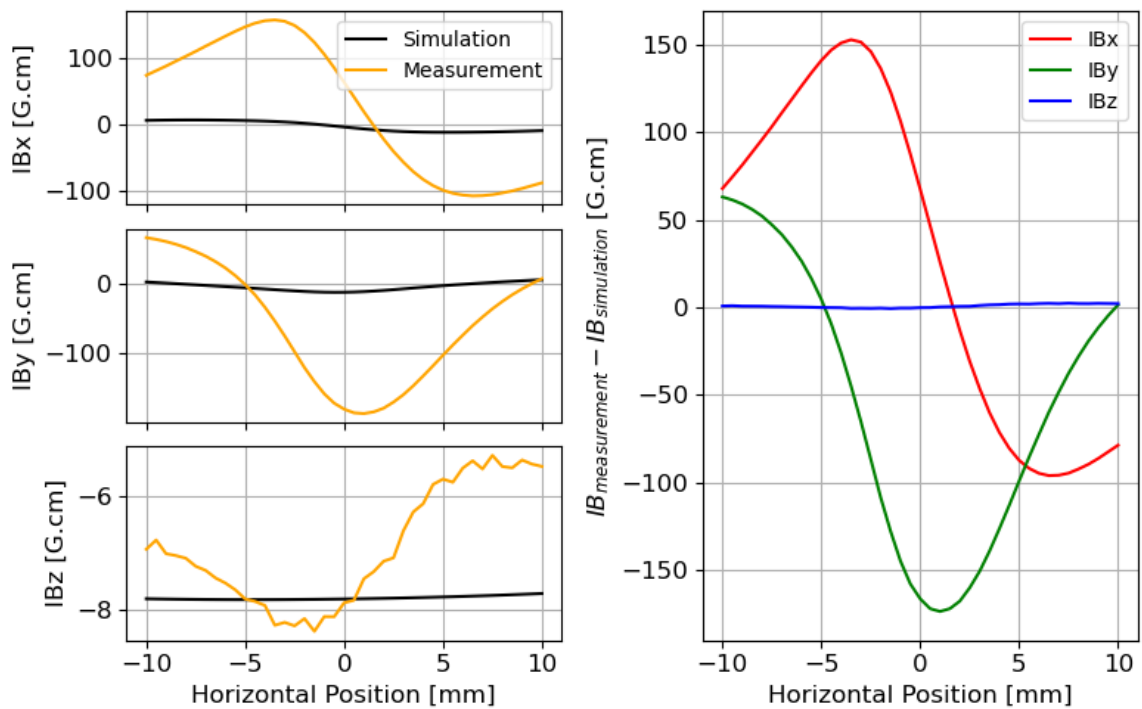 IBx [G.cm]
100
0
−100
Simulation
Measurement
IBy [G.cm]
0
−100
IBz [G.cm]
−6
−8
−10
−5
0
5
10
Horizontal Position [mm]
IB_measurement − IB_simulation [G.cm]
150
100
50
0
−50
−100
−150
IBx
IBy
IBz
−10
−5
0
5
10
Horizontal Position [mm]